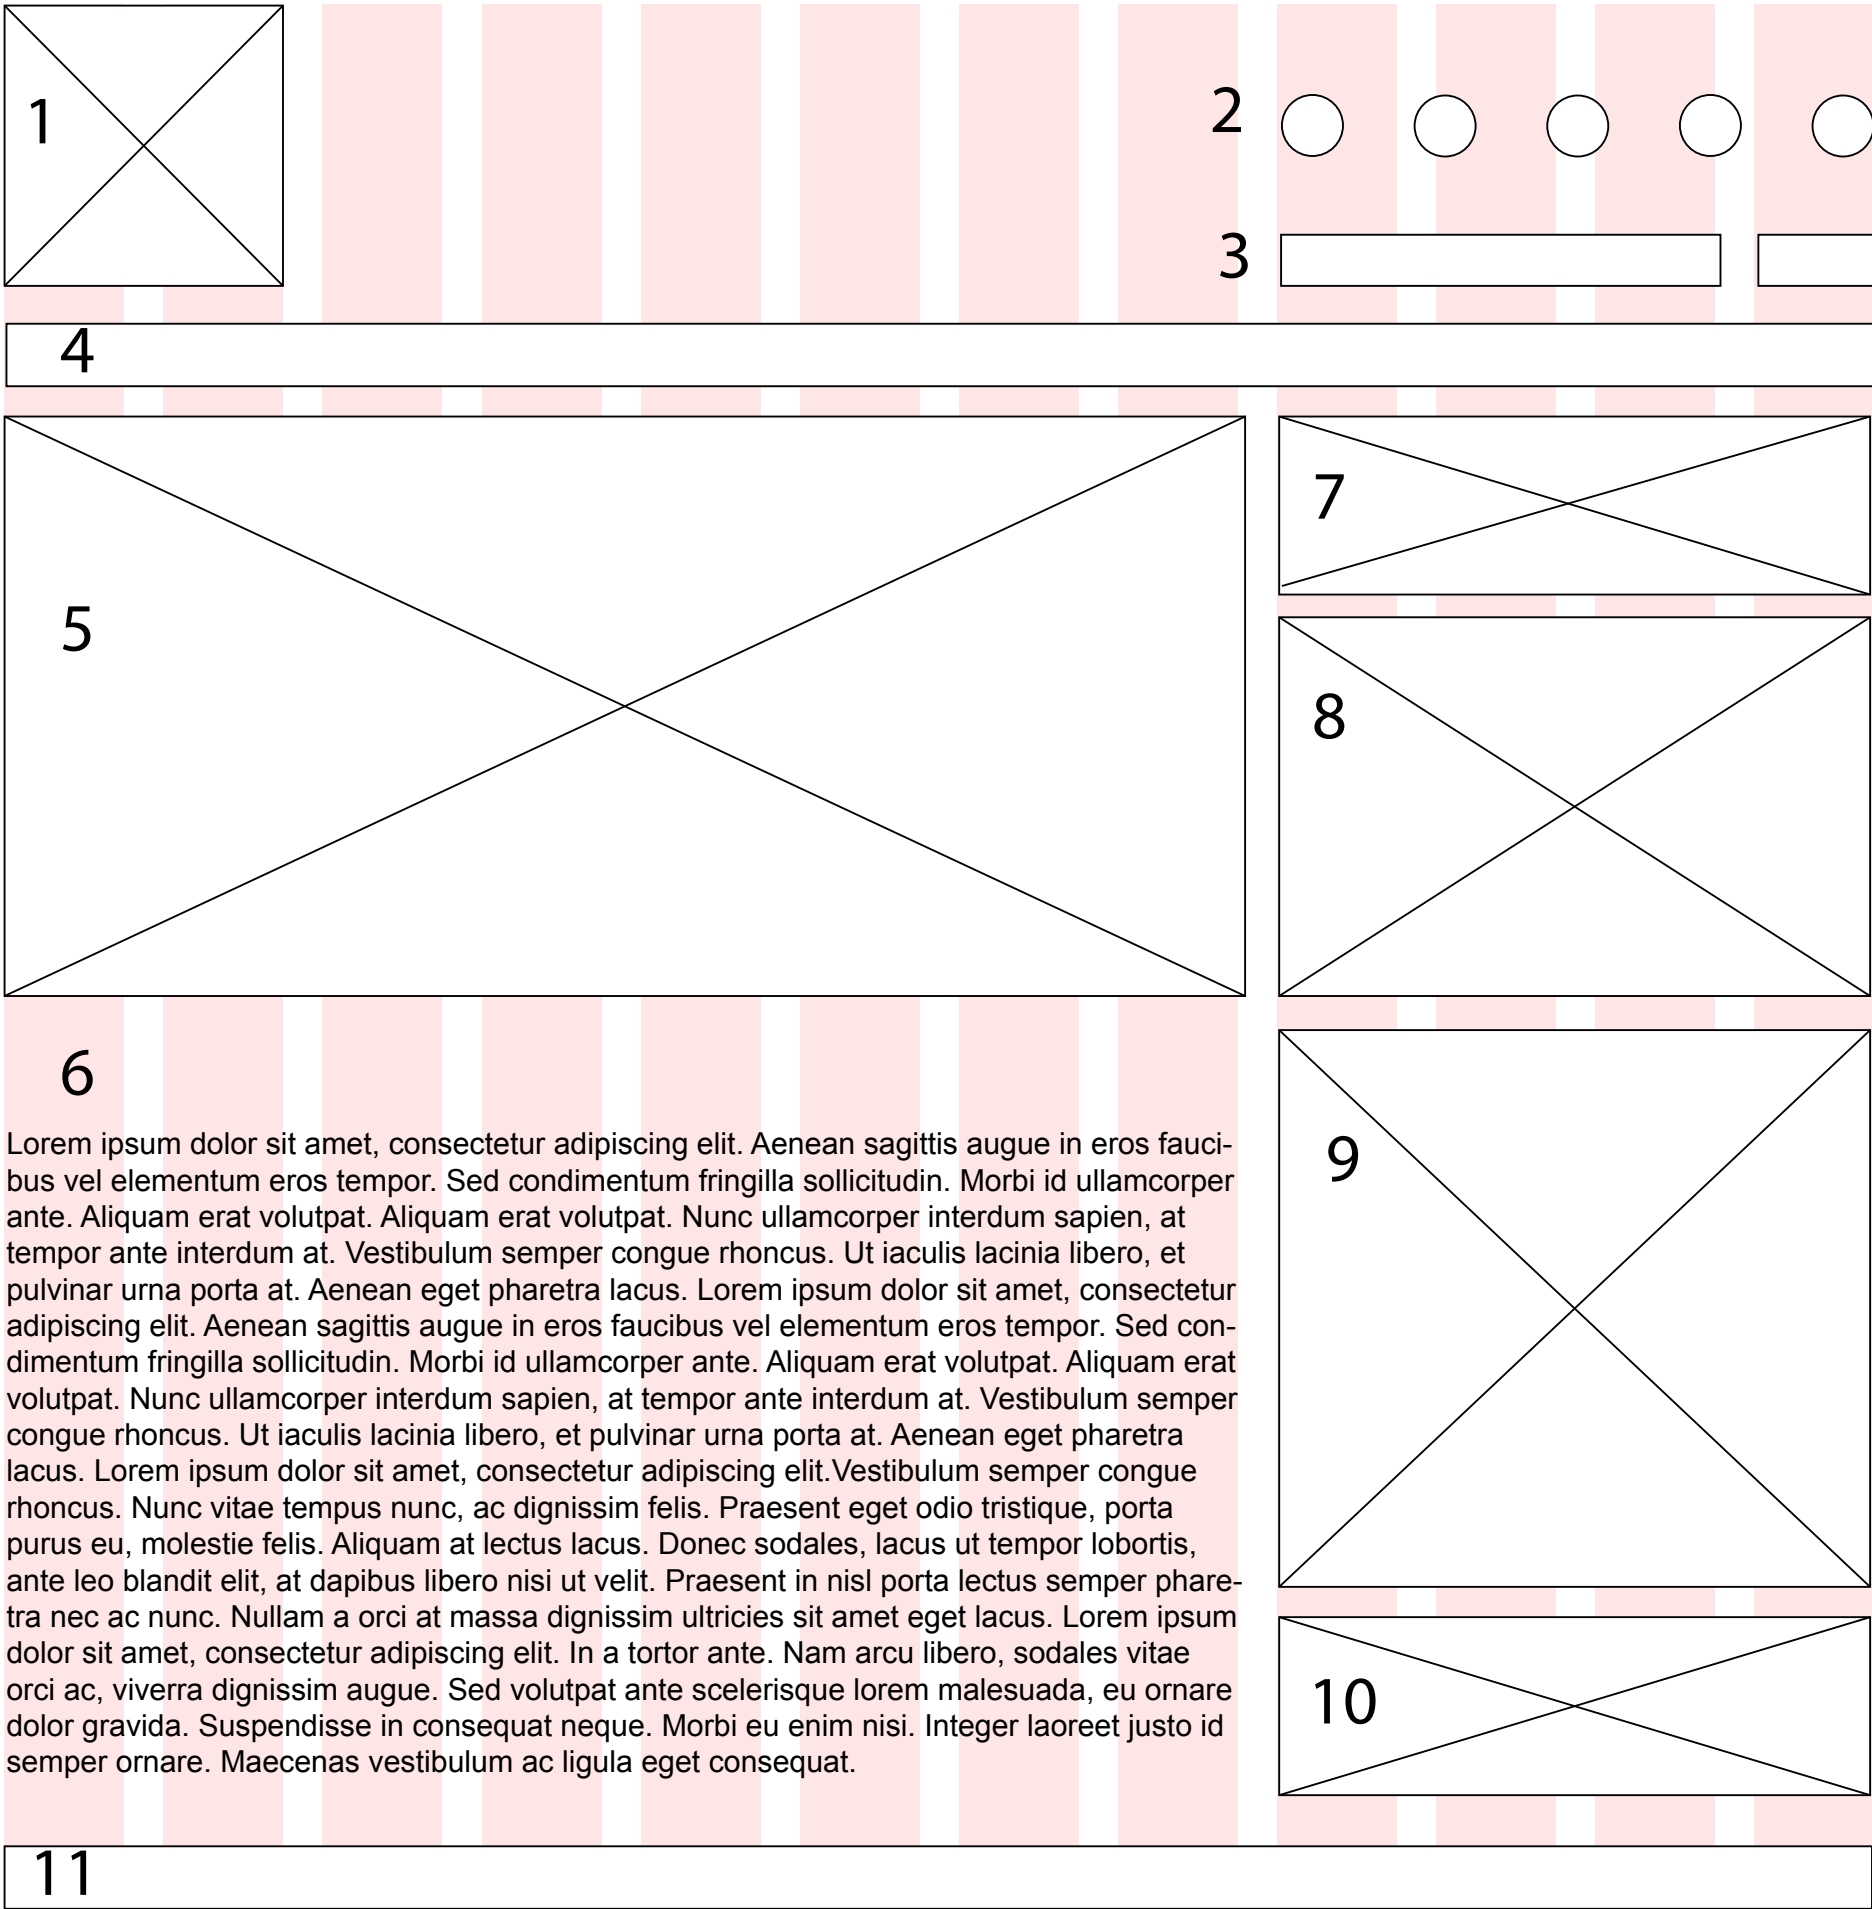 1
2
3
4
5
7
8
6
Lorem ipsum dolor sit amet, consectetur adipiscing elit. Aenean sagittis augue in eros fauci-
bus vel elementum eros tempor. Sed condimentum fringilla sollicitudin. Morbi id ullamcorper
ante. Aliquam erat volutpat. Aliquam erat volutpat. Nunc ullamcorper interdum sapien, at
tempor ante interdum at. Vestibulum semper congue rhoncus. Ut iaculis lacinia libero, et
pulvinar urna porta at. Aenean eget pharetra lacus. Lorem ipsum dolor sit amet, consectetur
adipiscing elit. Aenean sagittis augue in eros faucibus vel elementum eros tempor. Sed con-
dimentum fringilla sollicitudin. Morbi id ullamcorper ante. Aliquam erat volutpat. Aliquam erat
volutpat. Nunc ullamcorper interdum sapien, at tempor ante interdum at. Vestibulum semper
congue rhoncus. Ut iaculis lacinia libero, et pulvinar urna porta at. Aenean eget pharetra
lacus. Lorem ipsum dolor sit amet, consectetur adipiscing elit.Vestibulum semper congue
rhoncus. Nunc vitae tempus nunc, ac dignissim felis. Praesent eget odio tristique, porta
purus eu, molestie felis. Aliquam at lectus lacus. Donec sodales, lacus ut tempor lobortis,
ante leo blandit elit, at dapibus libero nisi ut velit. Praesent in nisl porta lectus semper phare-
tra nec ac nunc. Nullam a orci at massa dignissim ultricies sit amet eget lacus. Lorem ipsum
dolor sit amet, consectetur adipiscing elit. In a tortor ante. Nam arcu libero, sodales vitae
orci ac, viverra dignissim augue. Sed volutpat ante scelerisque lorem malesuada, eu ornare
dolor gravida. Suspendisse in consequat neque. Morbi eu enim nisi. Integer laoreet justo id
semper ornare. Maecenas vestibulum ac ligula eget consequat.
9
10
11